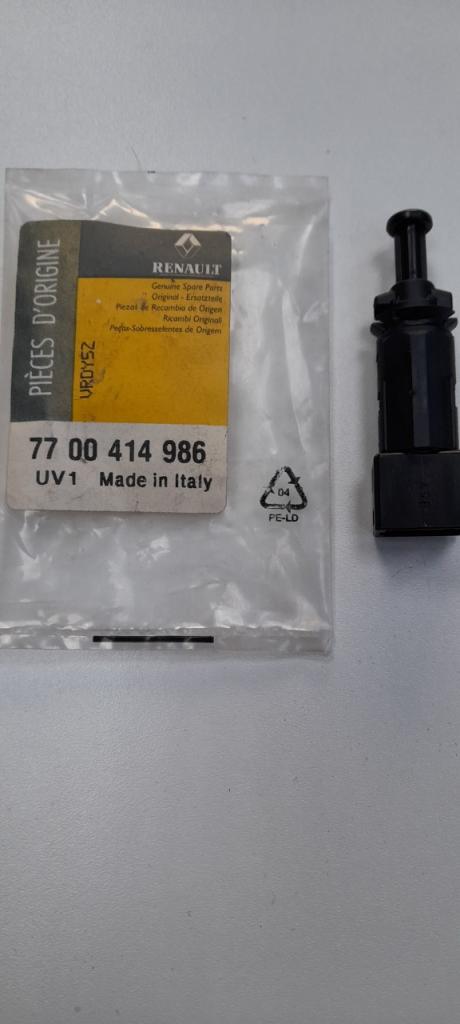 PIÈCES D'ORIGINE
RENAULT
Genuine Spare Parts
Original - Ersatzteile
Piezas de Recambio de Origen
Ricambi Originali
Peças-Sobresselentes de Origem
VRDY5Z
77 00 414 986
UV1 Made in Italy
04
PE-LD